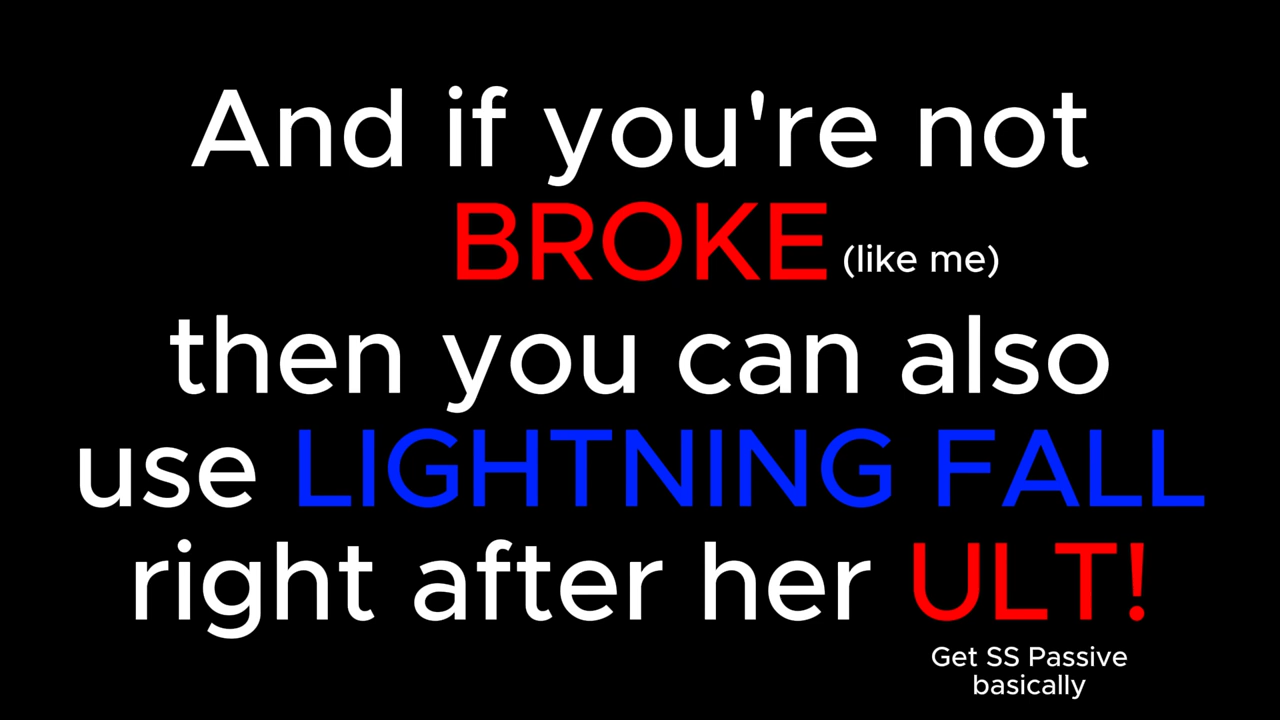 And if you're not
BROKE (like me)
then you can also
use LIGHTNING FALL
right after her ULT!
Get SS Passive
basically